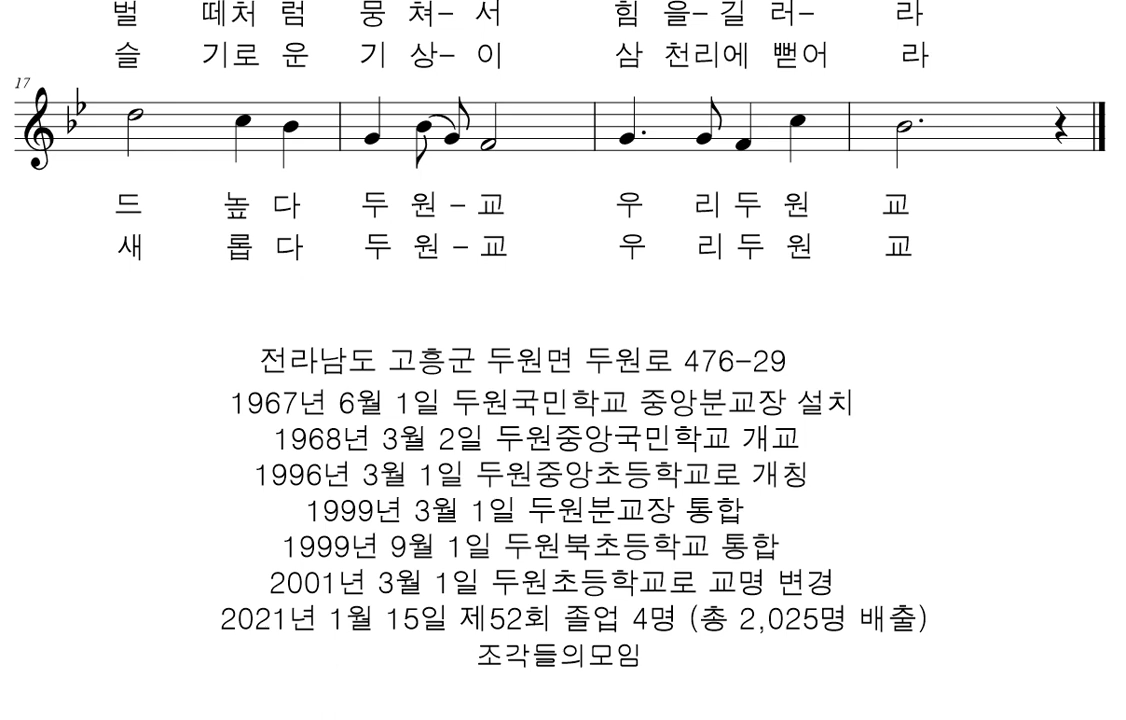 벌 떼처 럼 뭉 쳐- 서 힘 을- 길 러- 라
슬 기로 운 기 상- 이 삼 천리에 뻗어 라
17
드 높 다 두 원 - 교 우 리 두 원 교
새 롭 다 두 원 - 교 우 리 두 원 교
전라남도 고흥군 두원면 두원로 476-29
1967년 6월 1일 두원국민학교 중앙분교장 설치
1968년 3월 2일 두원중앙국민학교 개교
1996년 3월 1일 두원중앙초등학교로 개칭
1999년 3월 1일 두원분교장 통합
1999년 9월 1일 두원북초등학교 통합
2001년 3월 1일 두원초등학교로 교명 변경
2021년 1월 15일 제52회 졸업 4명 (총 2,025명 배출)
조각들의모임